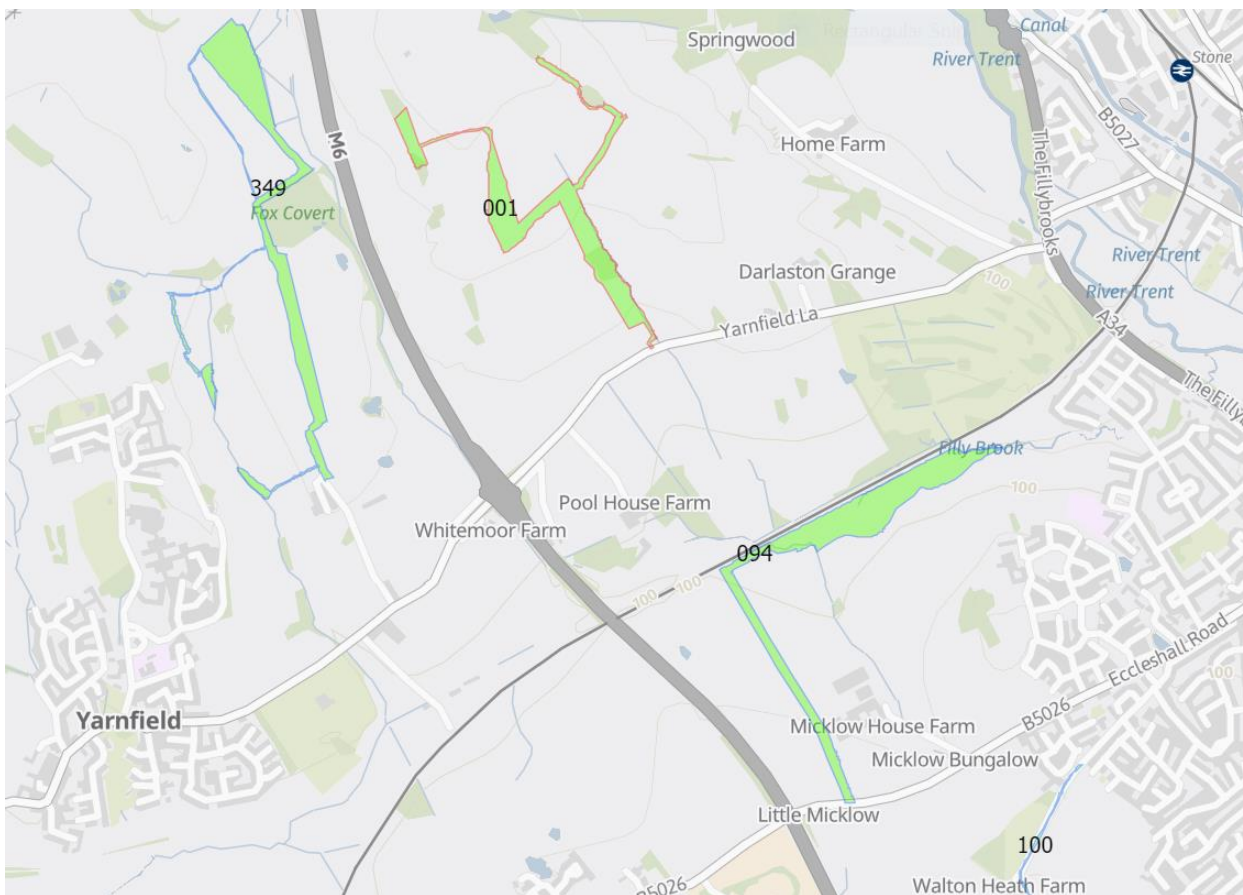 Springwood
Canal
River Trent
Stone
M6
B5027
Home Farm
The Fillybrooks
349
Fox Covert
001
River Trent
Darlaston Grange
100
River Trent
Yarnfield La
A34
The Filly
Filly Brook
100
Pool House Farm
Whitemoor Farm
094
100
100
Eccleshall Road
100
Yarnfield
Micklow House Farm
B5026
Micklow Bungalow
Little Micklow
100
Walton Heath Farm